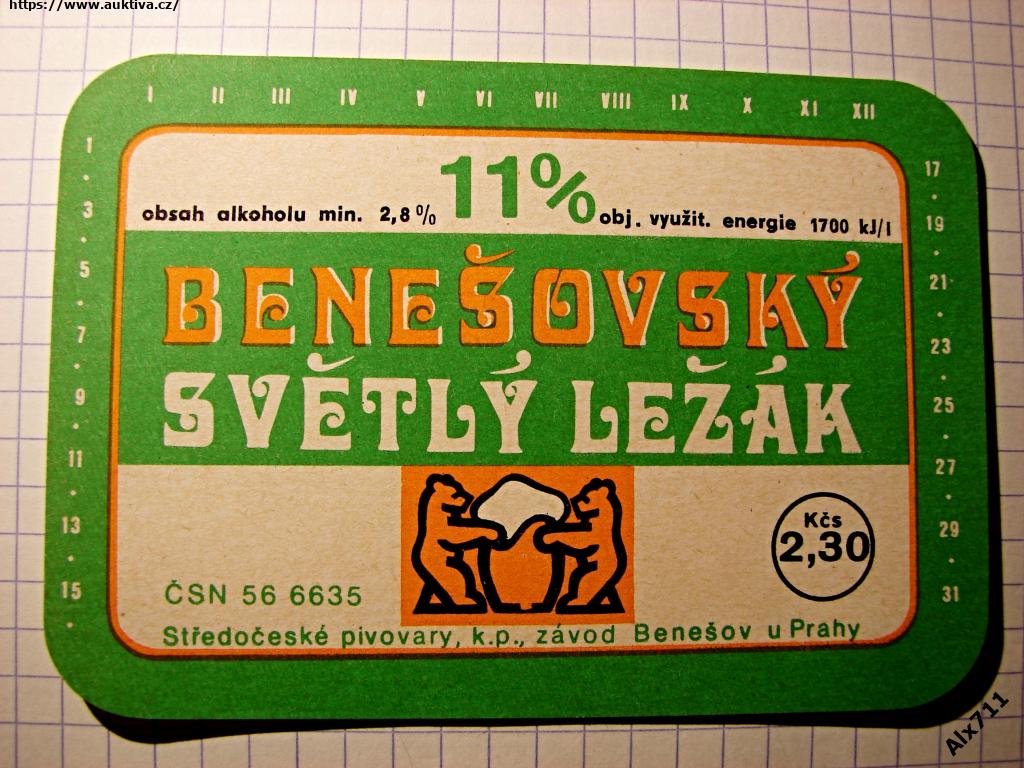 https://www.auktiva.cz/
I II III IV V VI VII VIII IX X XI XII
1 · 3 · 5 · 7 · 9 · 11 · 13 · 15 ·
11%
obsah alkoholu min. 2,8% obj. využit. energie 1700 kJ/l
BENEŠOVSKÝ
SVĚTLÝ LEŽÁK
Kčs
2,30
ČSN 56 6635
Středočeské pivovary, k.p., závod Benešov u Prahy
17 · 19 · 21 · 23 · 25 · 27 · 29 · 31
Alx711